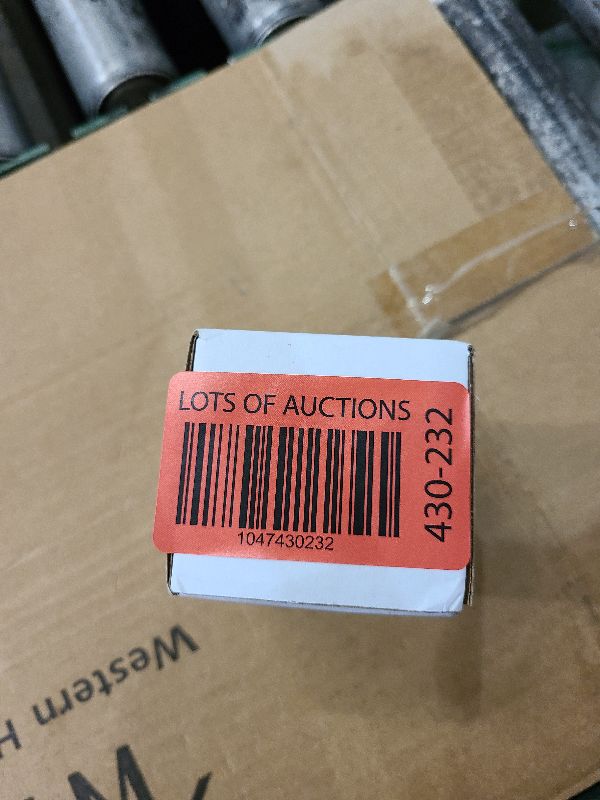 LOTS OF AUCTIONS
1047430232
430-232
Western H